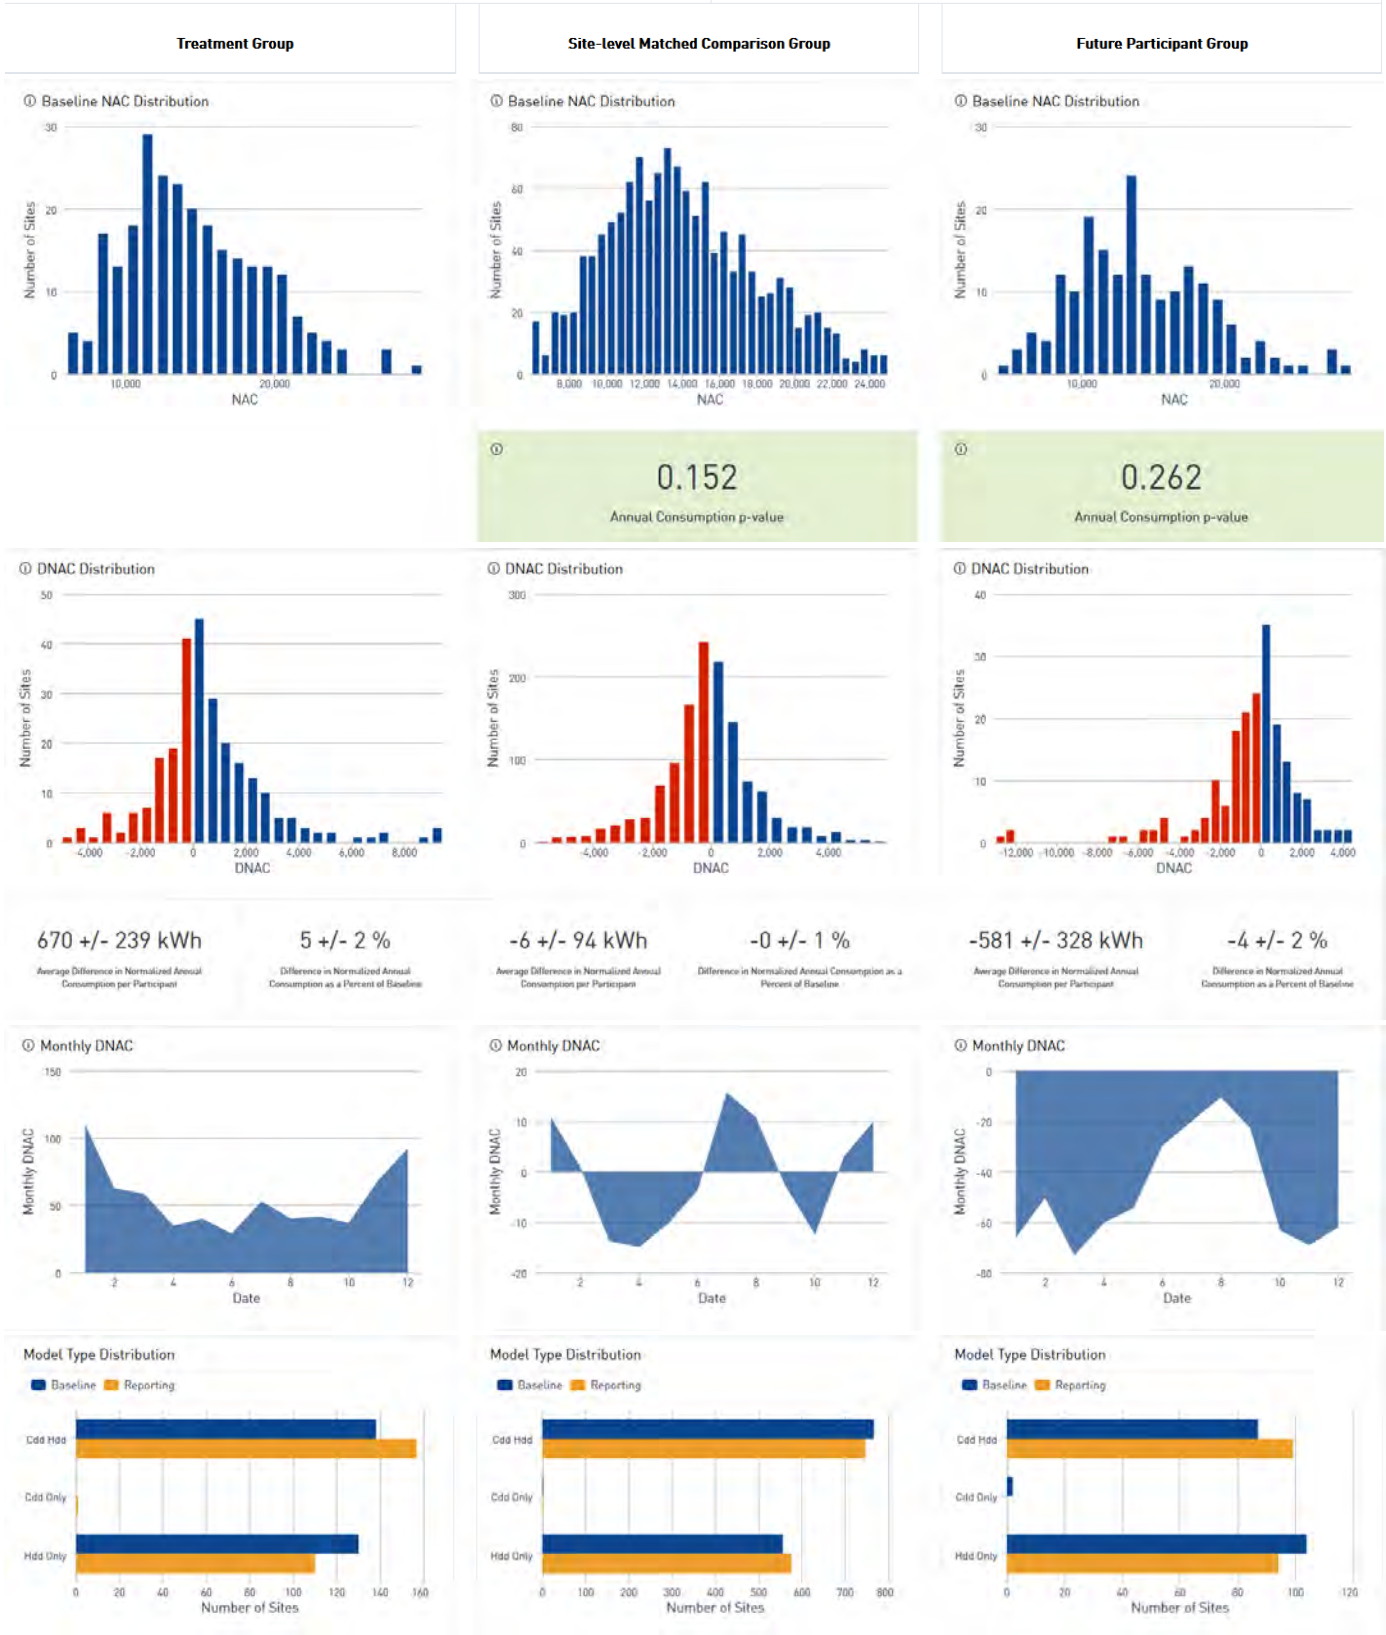 Treatment Group
Site-level Matched Comparison Group
Future Participant Group
Baseline NAC Distribution
30
20
10
0
Number of Sites
10,000 20,000
NAC
Baseline NAC Distribution
80
60
40
20
0
Number of Sites
8,000 10,000 12,000 14,000 16,000 18,000 20,000 22,000 24,000
NAC
Baseline NAC Distribution
30
20
10
0
Number of Sites
10,000 20,000
NAC
0.152
Annual Consumption p-value
0.262
Annual Consumption p-value
DNAC Distribution
50
40
30
20
10
0
Number of Sites
-4,000 -2,000 0 2,000 4,000 6,000 8,000
DNAC
DNAC Distribution
300
200
100
0
Number of Sites
-4,000 -2,000 0 2,000 4,000
DNAC
DNAC Distribution
40
30
20
10
0
Number of Sites
-12,000 -10,000 -8,000 -6,000 -4,000 -2,000 0 2,000 4,000
DNAC
670 +/- 239 kWh
Average Difference in Normalized Annual
Consumption per Participant
5 +/- 2 %
Difference in Normalized Annual
Consumption as a Percent of Baseline
-6 +/- 94 kWh
Average Difference in Normalized Annual
Consumption per Participant
-0 +/- 1 %
Difference in Normalized Annual Consumption as a
Percent of Baseline
-581 +/- 328 kWh
Average Difference in Normalized Annual
Consumption per Participant
-4 +/- 2 %
Difference in Normalized Annual
Consumption as a Percent of Baseline
Monthly DNAC
150
100
50
0
Monthly DNAC
2 4 6 8 10 12
Date
Monthly DNAC
20
10
0
-10
-20
Monthly DNAC
2 4 6 8 10 12
Date
Monthly DNAC
0
-20
-40
-60
-80
Monthly DNAC
2 4 6 8 10 12
Date
Model Type Distribution
Baseline Reporting
Cdd Hdd
Cdd Only
Hdd Only
0 20 40 60 80 100 120 140 160
Number of Sites
Model Type Distribution
Baseline Reporting
Cdd Hdd
Cdd Only
Hdd Only
0 100 200 300 400 500 600 700 800
Number of Sites
Model Type Distribution
Baseline Reporting
Cdd Hdd
Cdd Only
Hdd Only
0 20 40 60 80 100 120
Number of Sites